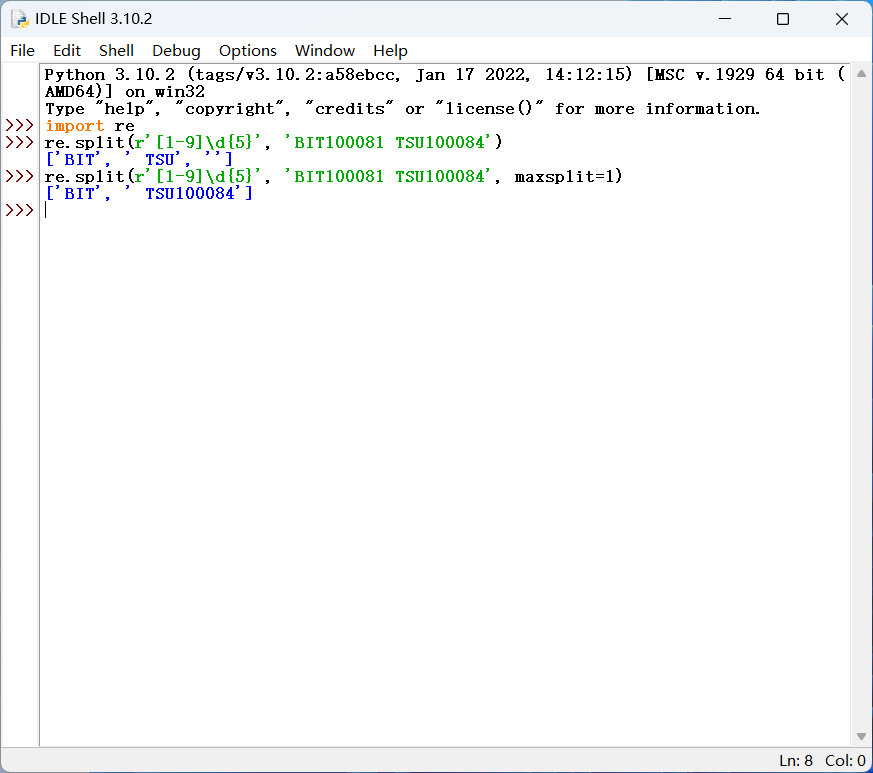 IDLE Shell 3.10.2
File Edit Shell Debug Options Window Help
Python 3.10.2 (tags/v3.10.2:a58ebcc, Jan 17 2022, 14:12:15) [MSC v.1929 64 bit (
AMD64)] on win32
Type "help", "copyright", "credits" or "license()" for more information.
>>> import re
>>> re.split(r'[1-9]\d{5}', 'BIT100081 TSU100084')
['BIT', ' TSU', '']
>>> re.split(r'[1-9]\d{5}', 'BIT100081 TSU100084', maxsplit=1)
['BIT', ' TSU100084']
>>>
Ln: 8 Col: 0